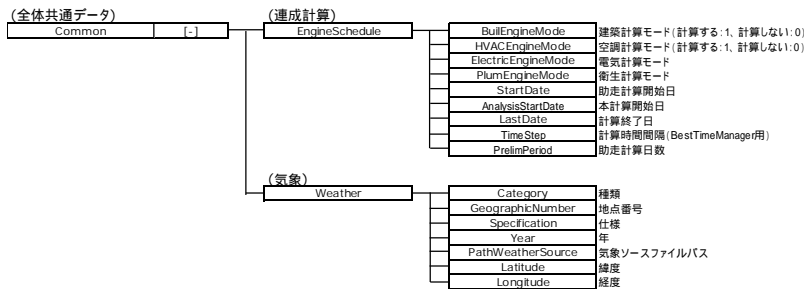 (全体共通データ) (連成計算)
Common [-] EngineSchedule BuilEngineMode 建築計算モード(計算する:1、計算しない:0)
HVACEngineMode 空調計算モード(計算する:1、計算しない:0)
ElectricEngineMode 電気計算モード
PlumEngineMode 衛生計算モード
StartDate 助走計算開始日
AnalysisStartDate 本計算開始日
LastDate 計算終了日
TimeStep 計算時間間隔(BestTimeManager用)
PrelimPeriod 助走計算日数
(気象)
Weather Category 種類
GeographicNumber 地点番号
Specification 仕様
Year 年
PathWeatherSource 気象ソースファイルパス
Latitude 緯度
Longitude 経度